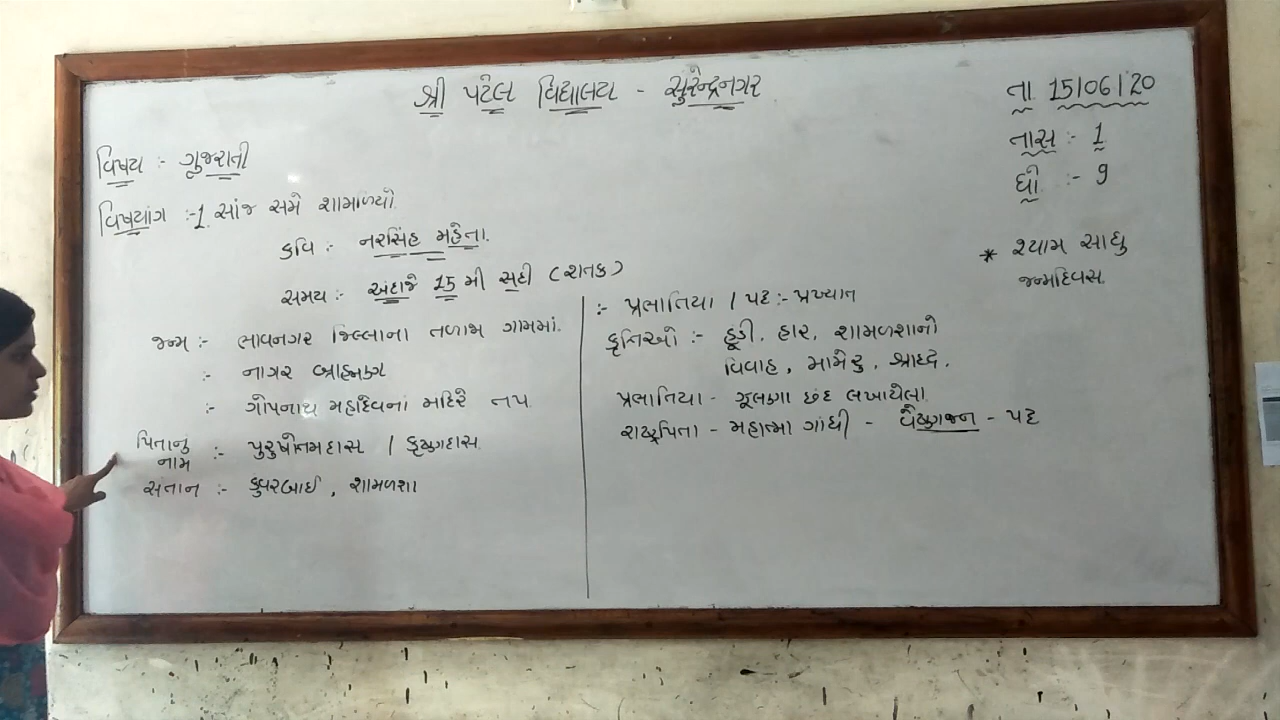 શ્રી પટેલ વિદ્યાલય - સુરેન્દ્રનગર
તા 15/06/20
તાસ :- 1
ધો :- 9
વિષય :- ગુજરાતી
વિષયાંગ :- 1. સાંજ સમે શામળિયો
કવિ :- નરસિંહ મહેતા.
સમય :- અંદાજે 15 મી સદી (શતક)
* શ્યામ સાધુ
જન્મદિવસ.
જન્મ :- ભાવનગર જિલ્લાના તળાજા ગામમાં.
:- નાગર બ્રાહ્મણ
:- ગોપનાથ મહાદેવનાં મંદિરે તપ
પિતાનું નામ :- પુરુષોતમદાસ / કૃષ્ણદાસ
સંતાન :- કુંવરબાઈ, શામળશા
:- પ્રભાતિયા / પદ :- પ્રખ્યાત
કૃતિઓ :- હૂંડી, હાર, શામળશાનો
વિવાહ, મામેરુ, શ્રાધ્ધ.
પ્રભાતિયા - ઝૂલણા છંદ લખાયેલા.
રાષ્ટ્રપિતા - મહાત્મા ગાંધી - વૈષ્ણજન - પદ